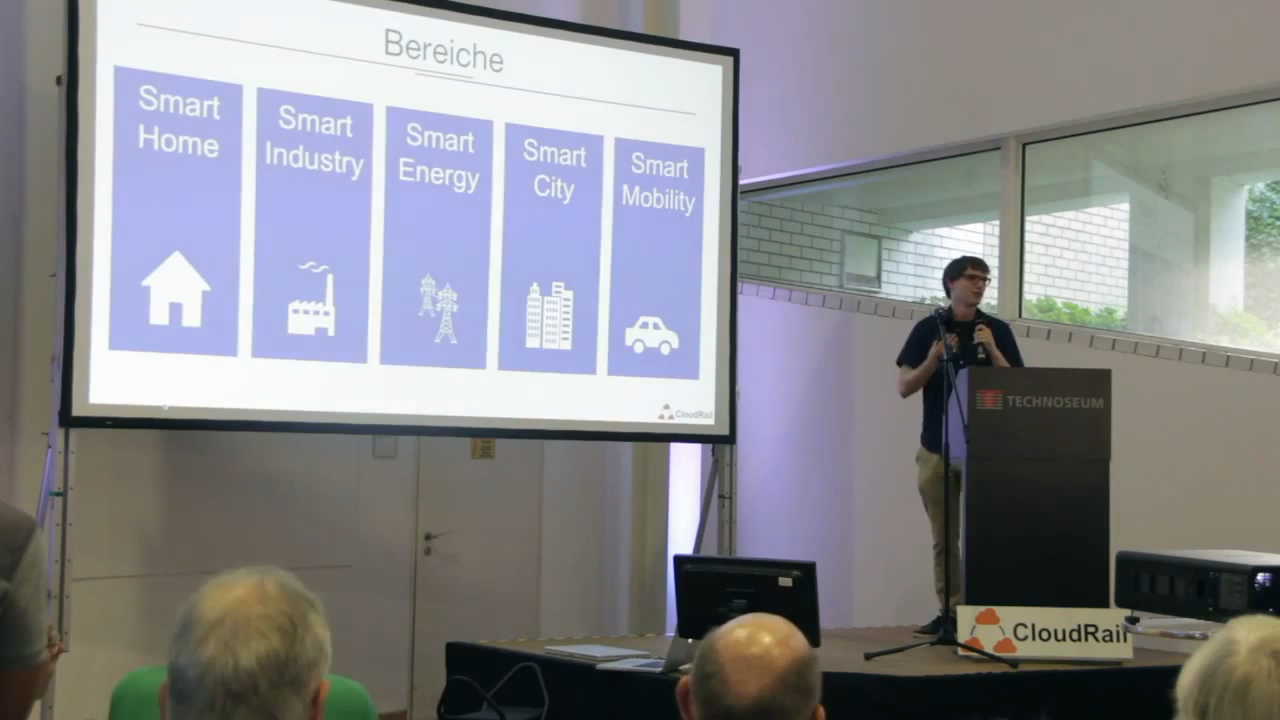 Bereiche
Smart
Home
Smart
Industry
Smart
Energy
Smart
City
Smart
Mobility
CloudRail
TECHNOSEUM
CloudRail